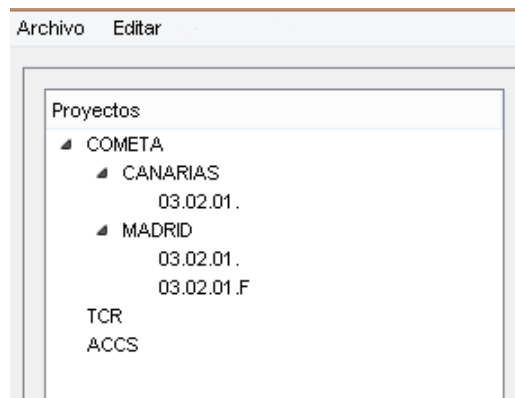 Archivo Editar
Proyectos
COMETA
CANARIAS
03.02.01.
MADRID
03.02.01.
03.02.01.F
TCR
ACCS